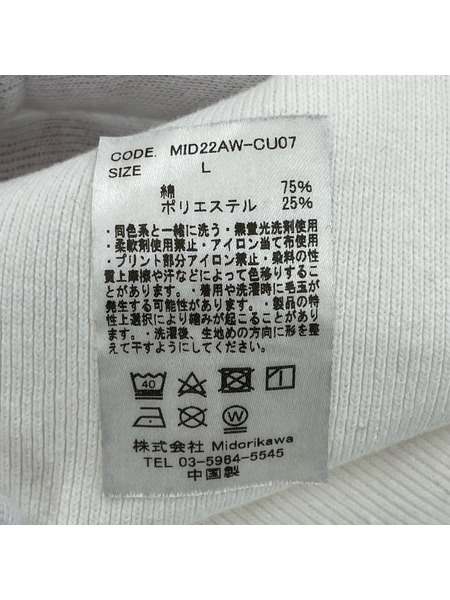 CODE. MID22AW-CU07
SIZE L
綿 75%
ポリエステル 25%
・同色系と一緒に洗う・無蛍光洗剤使用
・柔軟剤使用禁止・アイロン当て布使用
・プリント部分アイロン禁止・染料の性
質上摩擦や汗などによって色移りするこ
とがあります。・着用や洗濯時に毛玉が
発生する可能性があります。・製品の特
性上選択により縮みが起こることがあり
ます。・洗濯後、生地めの方向に形を整
えて干すようにしてください。
40
W
株式会社 Midorikawa
TEL 03-5984-5545
中国製